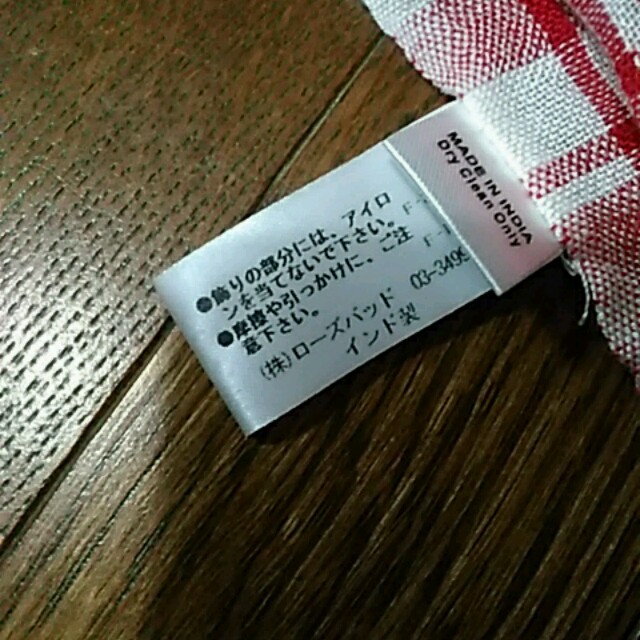 MADE IN INDIA
Dry Clean Only
●飾りの部分には、アイロ
ンを当てないで下さい。
●摩擦や引っかけに、ご注
意下さい。
(株)ローズバッド 03-349
インド製